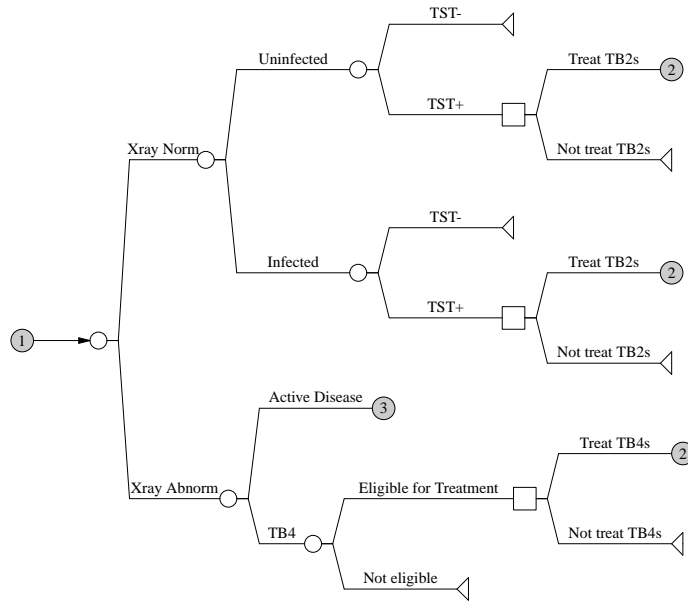 TST-
Uninfected
Treat TB2s
2
TST+
Xray Norm
Not treat TB2s
TST-
Infected
Treat TB2s
2
TST+
1
Not treat TB2s
Active Disease
3
Treat TB4s
2
Xray Abnorm
Eligible for Treatment
TB4
Not treat TB4s
Not eligible